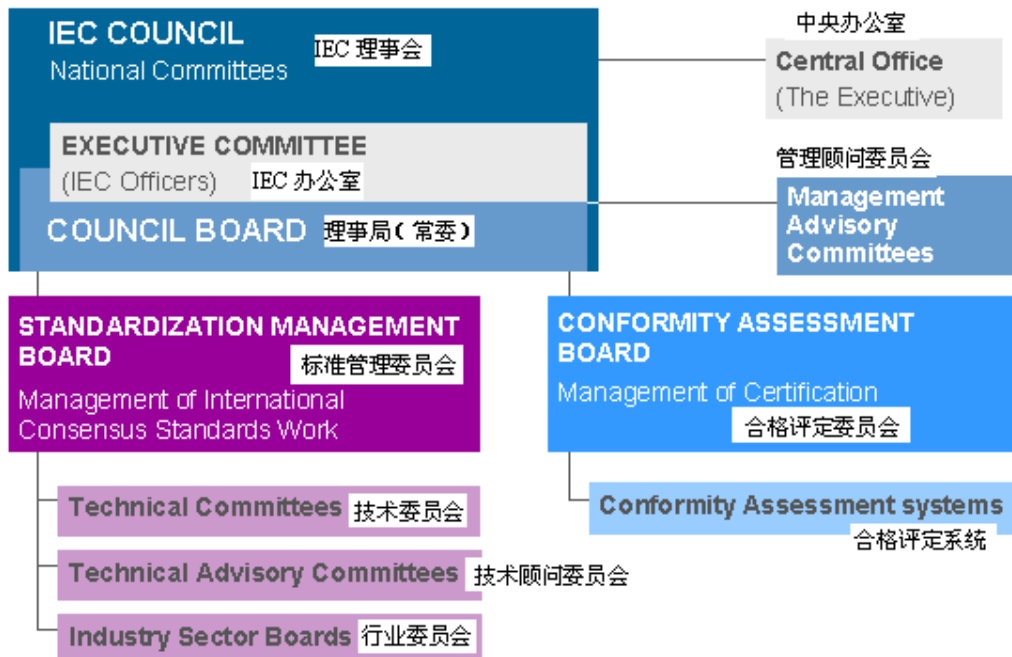 IEC COUNCIL
IEC 理事会
National Committees
中央办公室
Central Office
(The Executive)
EXECUTIVE COMMITTEE
(IEC Officers) IEC 办公室
COUNCIL BOARD 理事局(常委)
管理顾问委员会
Management
Advisory
Committees
STANDARDIZATION MANAGEMENT
BOARD
标准管理委员会
Management of International
Consensus Standards Work
CONFORMITY ASSESSMENT
BOARD
Management of Certification
合格评定委员会
Technical Committees 技术委员会
Technical Advisory Committees 技术顾问委员会
Industry Sector Boards 行业委员会
Conformity Assessment systems
合格评定系统